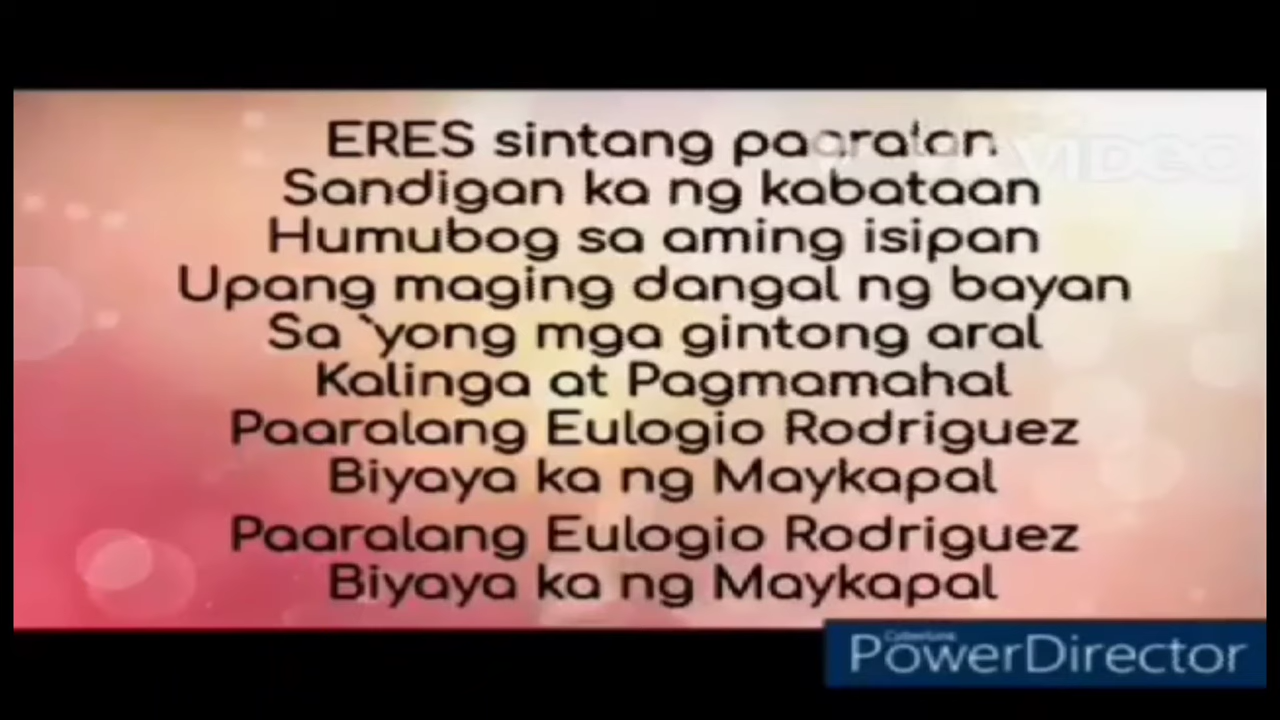 ERES sintang paaralan
Sandigan ka ng kabataan
Humubog sa aming isipan
Upang maging dangal ng bayan
Sa `yong mga gintong aral
Kalinga at Pagmamahal
Paaralang Eulogio Rodriguez
Biyaya ka ng Maykapal
Paaralang Eulogio Rodriguez
Biyaya ka ng Maykapal
CyberLink
PowerDirector